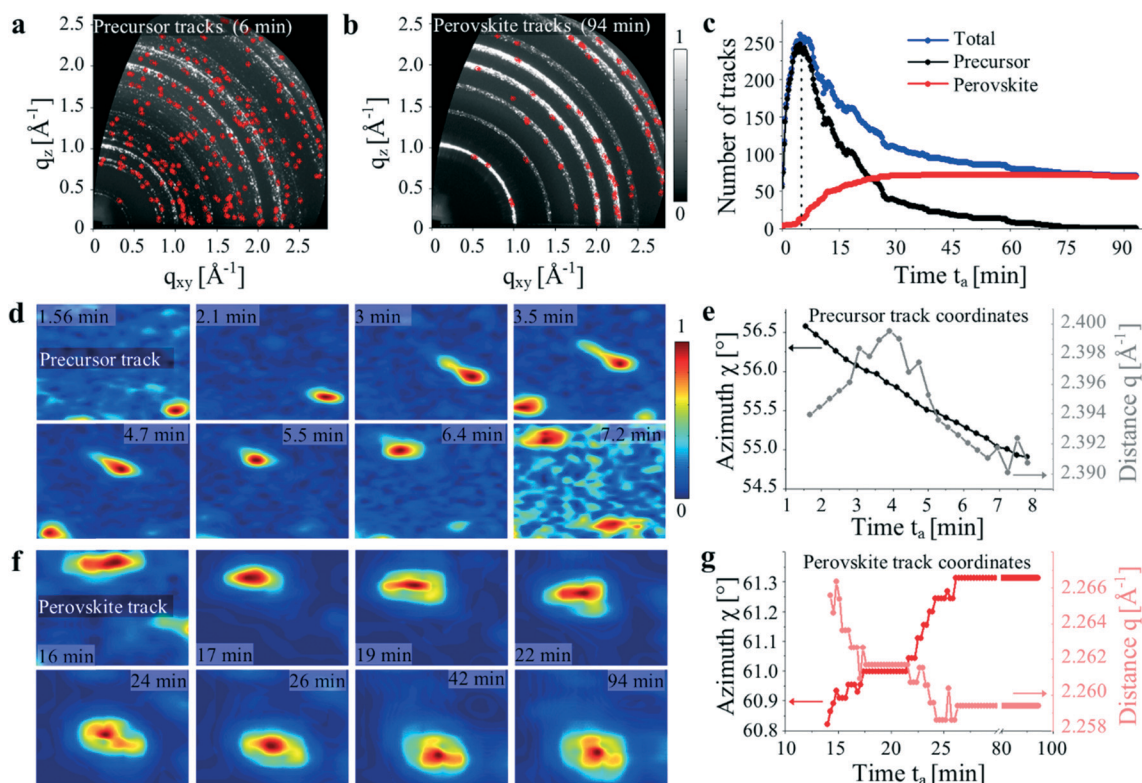 a
Precursor tracks (6 min)
2.5
2.0
1.5
1.0
0.5
0
q_z [Å⁻¹]
0 0.5 1.0 1.5 2.0 2.5
q_xy [Å⁻¹]
b
Perovskite tracks (94 min)
2.5
2.0
1.5
1.0
0.5
0
q_z [Å⁻¹]
0 0.5 1.0 1.5 2.0 2.5
q_xy [Å⁻¹]
1
0
c
Total
Precursor
Perovskite
250
200
150
100
50
0
Number of tracks
0 15 30 45 60 75 90
Time t_a [min]
d
1.56 min
Precursor track
2.1 min
3 min
3.5 min
4.7 min
5.5 min
6.4 min
7.2 min
1
0
e
Precursor track coordinates
56.5
56.0
55.5
55.0
54.5
Azimuth χ [°]
2.400
2.398
2.396
2.394
2.392
2.390
Distance q [Å⁻¹]
1 2 3 4 5 6 7 8
Time t_a [min]
f
Perovskite track
16 min
17 min
19 min
22 min
24 min
26 min
42 min
94 min
g
Perovskite track coordinates
61.3
61.2
61.1
61.0
60.9
60.8
Azimuth χ [°]
2.266
2.264
2.262
2.260
2.258
Distance q [Å⁻¹]
10 15 20 25 80 100
Time t_a [min]